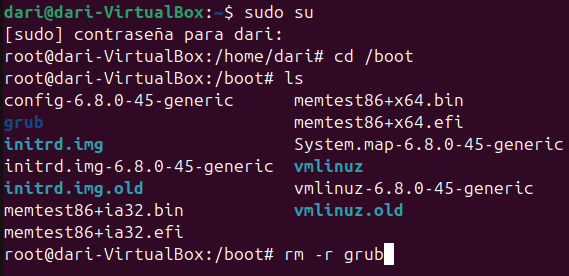 dari@dari-VirtualBox:~$ sudo su
[sudo] contraseña para dari:
root@dari-VirtualBox:/home/dari# cd /boot
root@dari-VirtualBox:/boot# ls
config-6.8.0-45-generic memtest86+x64.bin
grub memtest86+x64.efi
initrd.img System.map-6.8.0-45-generic
initrd.img-6.8.0-45-generic vmlinuz
initrd.img.old vmlinuz-6.8.0-45-generic
memtest86+ia32.bin vmlinuz.old
memtest86+ia32.efi
root@dari-VirtualBox:/boot# rm -r grub